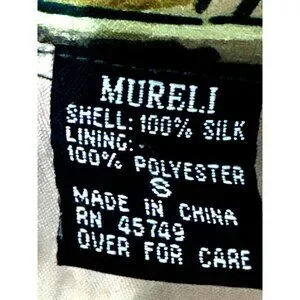 MURELI
SHELL: 100% SILK
LINING:
100% POLYESTER
S
MADE IN CHINA
RN 45749
OVER FOR CARE